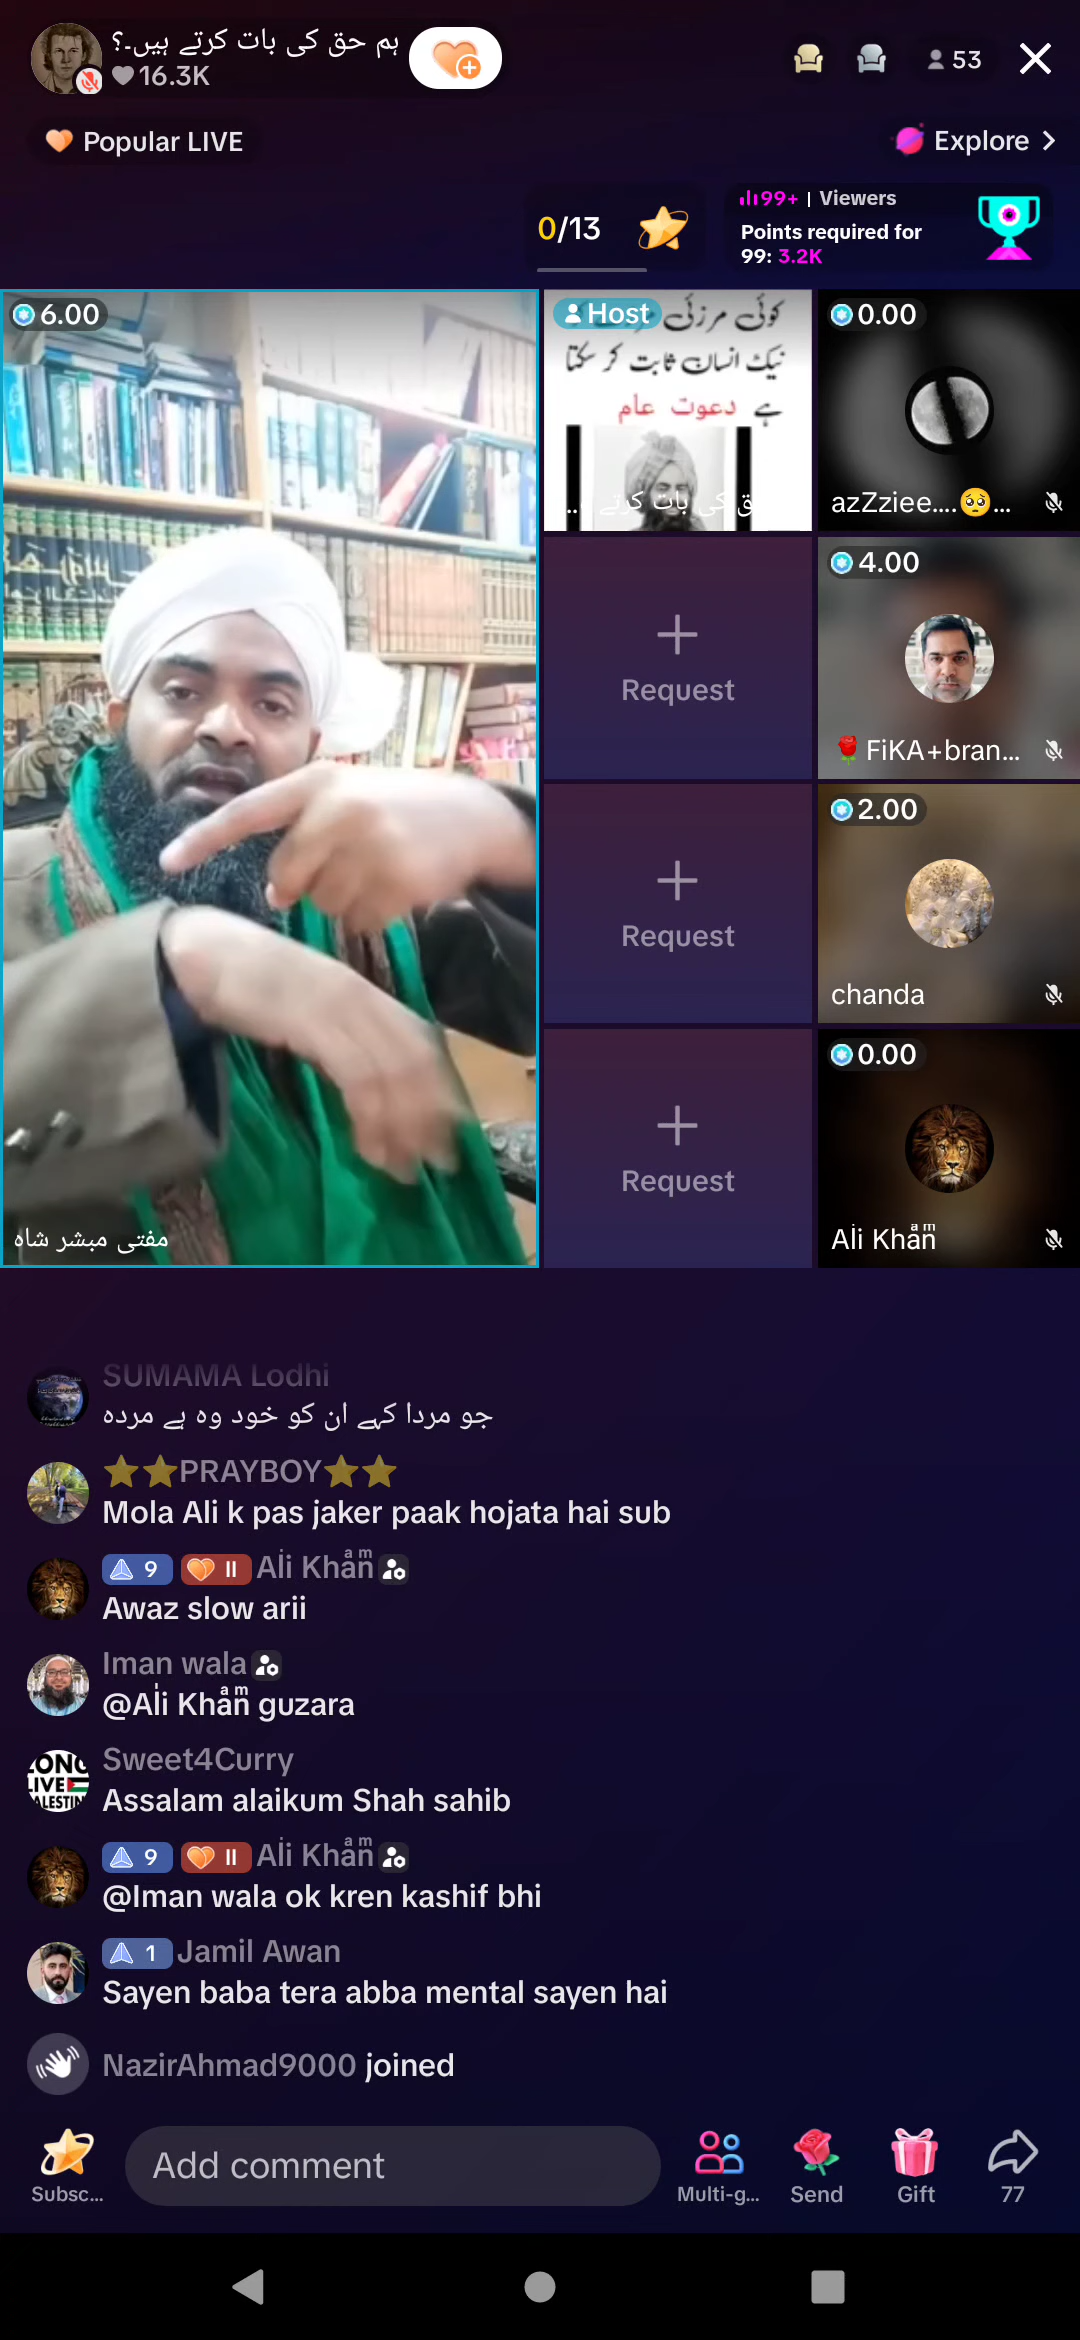 ہم حق کی بات کرتے ہیں۔؟
16.3K
53
Popular LIVE
Explore
0/13
99+ | Viewers
Points required for
99: 3.2K
6.00
مفتی مبشر شاہ
Host
کوئی مرزئی
نیک انسان ثابت کر سکتا
ہے دعوت عام
ق کی بات کرتے ...
0.00
azZziee....🥺...
Request
4.00
🌹FiKA+bran...
Request
2.00
chanda
Request
0.00
Ali Khan
SUMAMA Lodhi
جو مردا کہے ان کو خود وہ ہے مردہ
⭐⭐PRAYBOY⭐⭐
Mola Ali k pas jaker paak hojata hai sub
9 II Ali Khan
Awaz slow arii
Iman wala
@Ali Khan guzara
Sweet4Curry
Assalam alaikum Shah sahib
9 II Ali Khan
@Iman wala ok kren kashif bhi
1 Jamil Awan
Sayen baba tera abba mental sayen hai
NazirAhmad9000 joined
Subsc...
Add comment
Multi-g...
Send
Gift
77